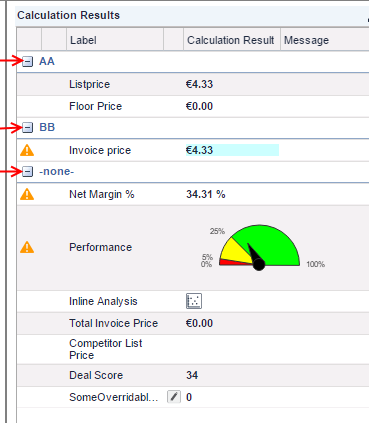 Calculation Results
Label Calculation Result Message
AA
Listprice €4.33
Floor Price €0.00
BB
Invoice price €4.33
-none-
Net Margin % 34.31 %
Performance
25%
5%
0% 100%
Inline Analysis
Total Invoice Price €0.00
Competitor List
Price
Deal Score 34
SomeOverridabl... 0